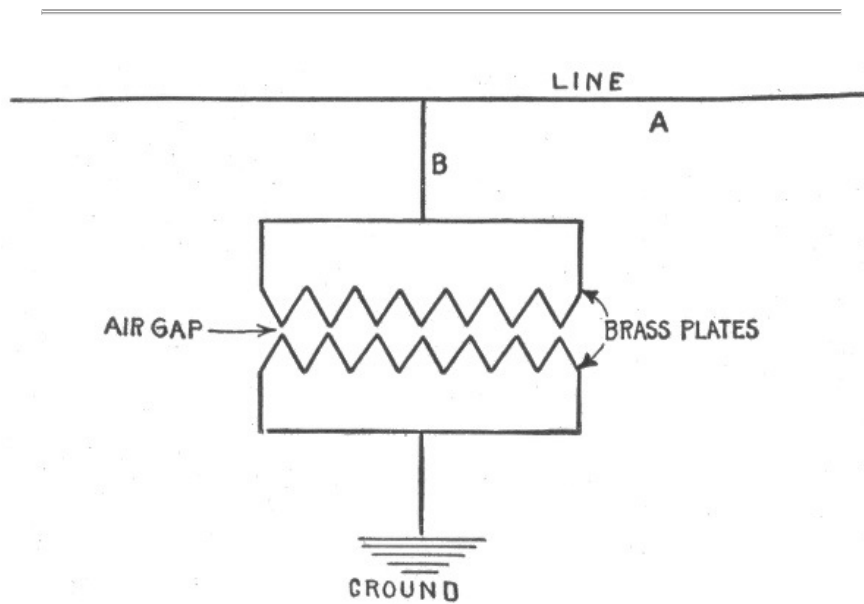 LINE
A
B
AIR GAP
BRASS PLATES
GROUND